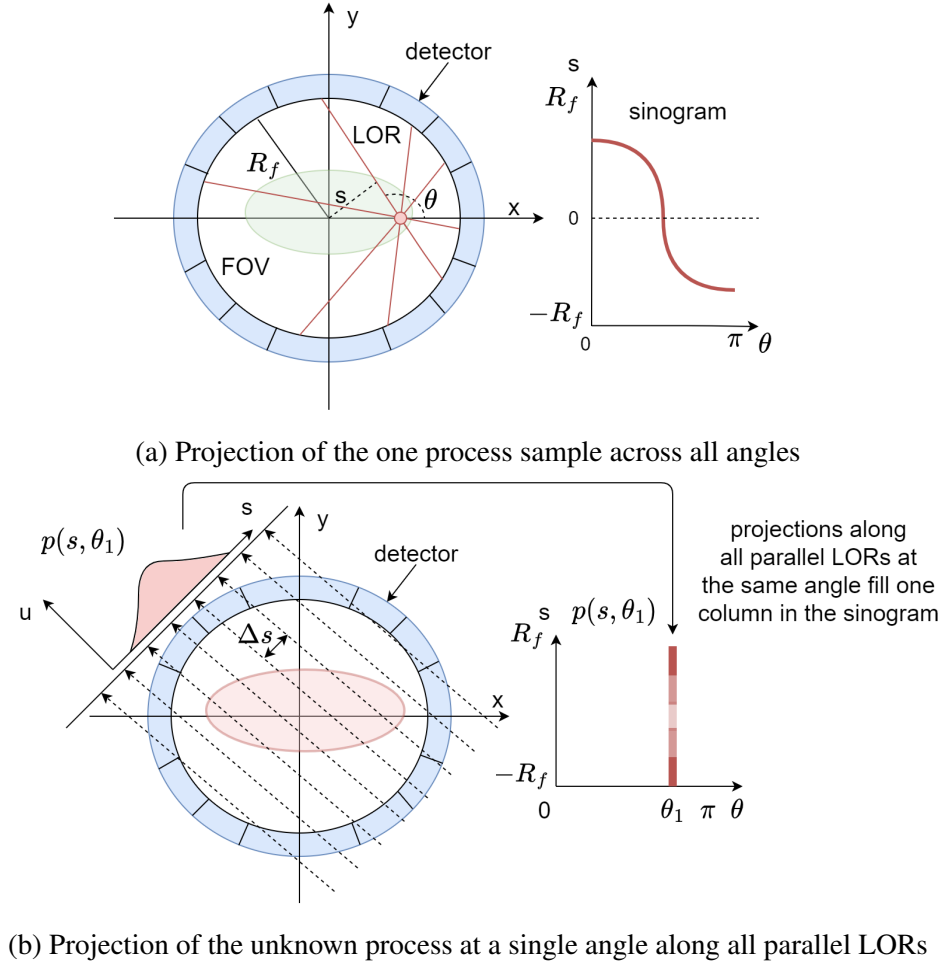 y
detector
s
R_f
sinogram
LOR
R_f
s
θ
x
0
FOV
-R_f
0
π
θ
(a) Projection of the one process sample across all angles
s
y
p(s, θ_1)
detector
projections along
all parallel LORs at
the same angle fill one
column in the sinogram
u
Δs
s
p(s, θ_1)
R_f
x
-R_f
0
θ_1
π
θ
(b) Projection of the unknown process at a single angle along all parallel LORs